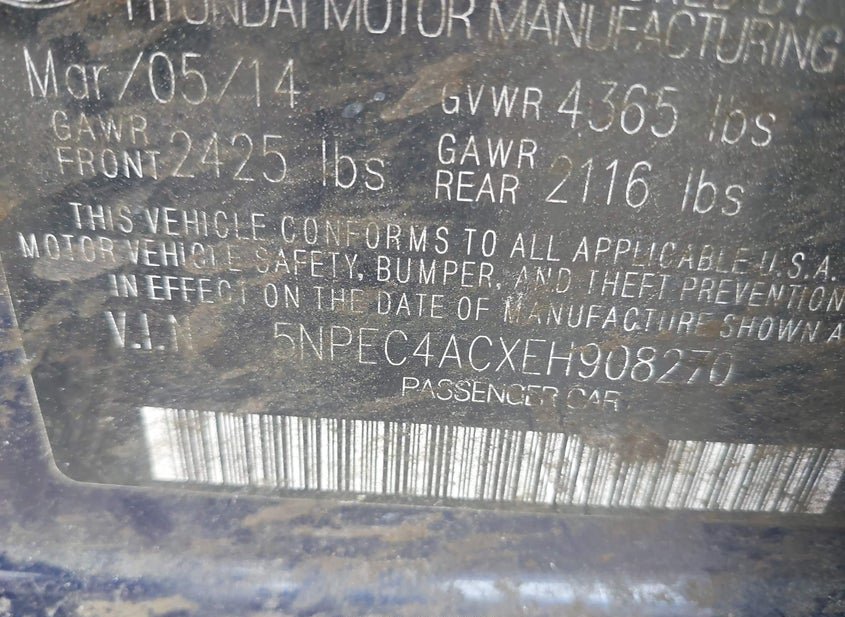 HYUNDAI MOTOR MANUFACTURING
Mar/05/14 GVWR 4365 lbs
GAWR FRONT 2425 lbs GAWR REAR 2116 lbs
THIS VEHICLE CONFORMS TO ALL APPLICABLE U.S.A.
MOTOR VEHICLE SAFETY, BUMPER, AND THEFT PREVENTION
IN EFFECT ON THE DATE OF MANUFACTURE SHOWN A
V.I.N 5NPEC4ACXEH908270
PASSENGER CAR